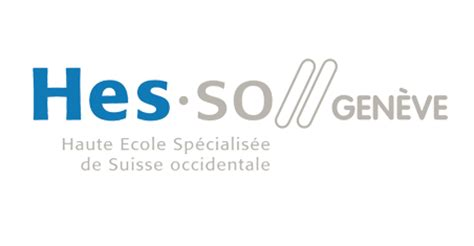 Hes·so GENÈVE
Haute Ecole Spécialisée
de Suisse occidentale